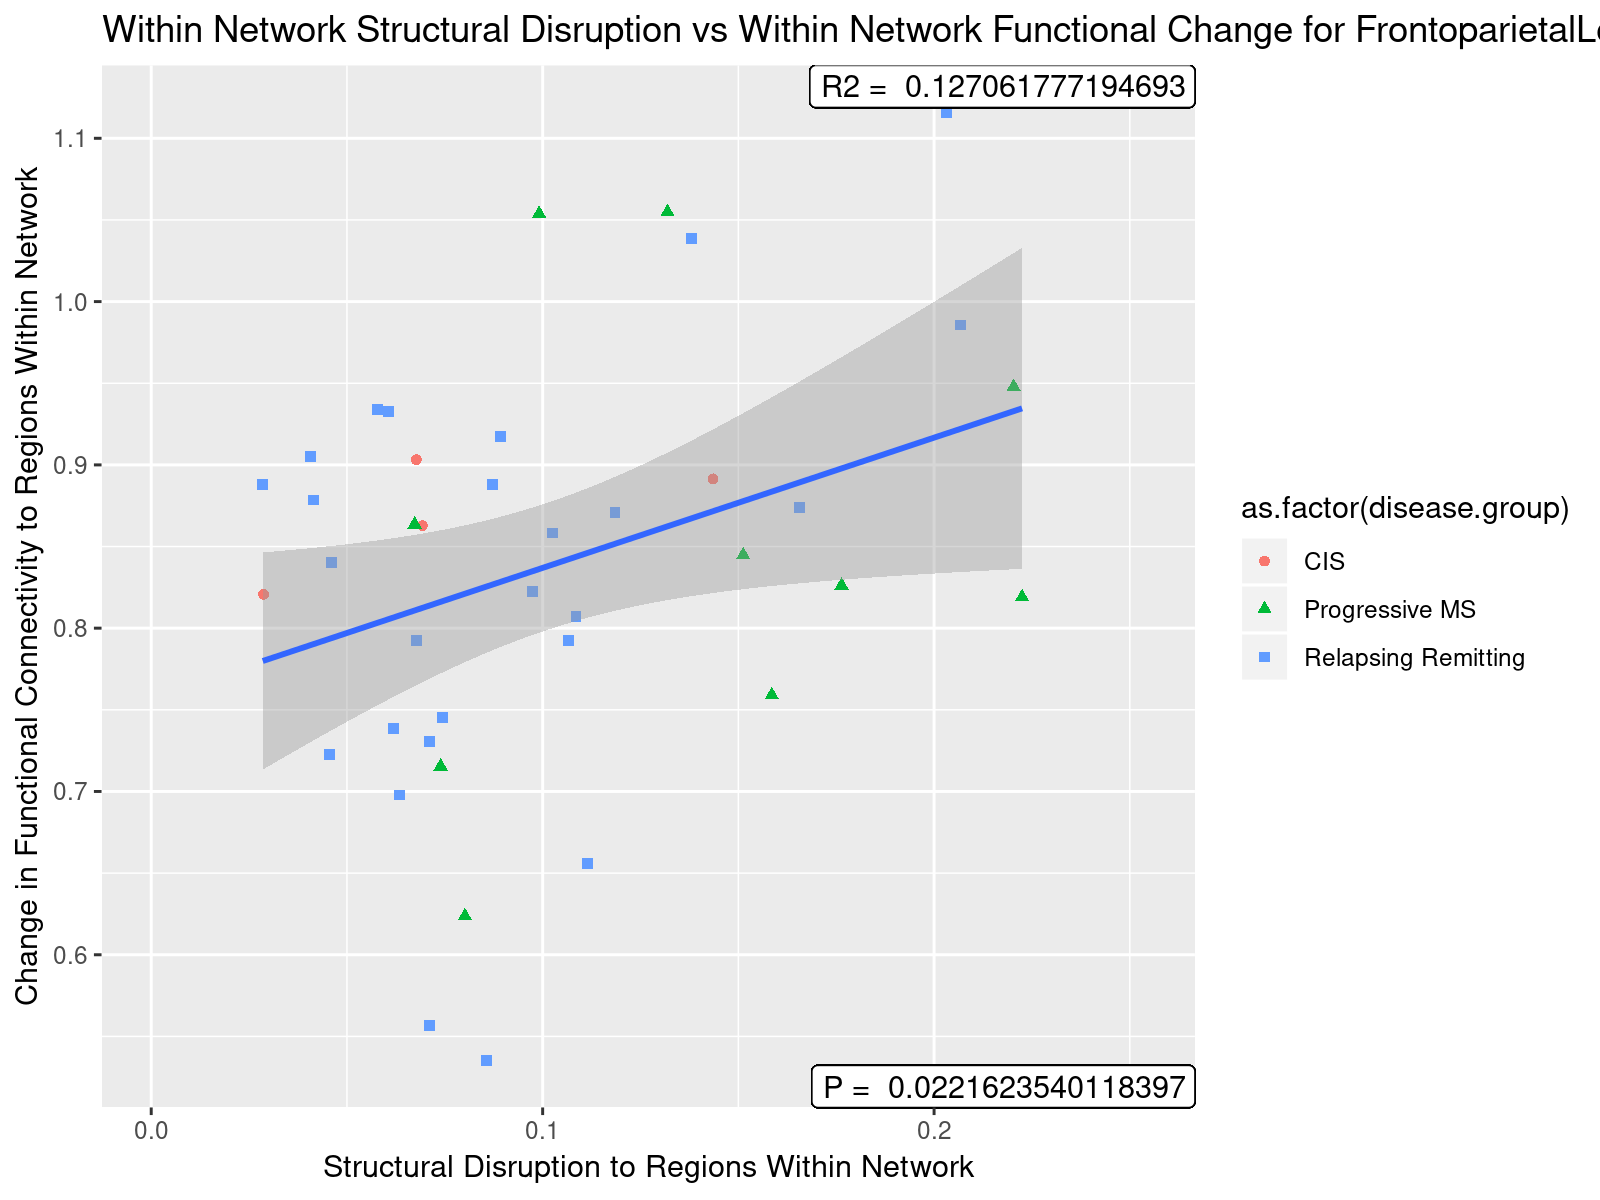 Within Network Structural Disruption vs Within Network Functional Change for
R2 = 0.127061777194693
Change in Functional Connectivity to Regions Within Network
1.1
1.0
0.9
0.8
0.7
0.6
as.factor(disease.group)
CIS
Progressive MS
Relapsing Remitting
P = 0.0221623540118397
0.0
0.1
0.2
Structural Disruption to Regions Within Network